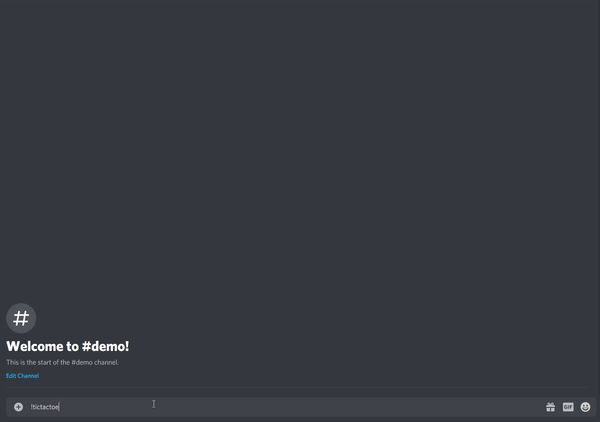 #
Welcome to #demo!
This is the start of the #demo channel.
Edit Channel
!tictactoe
GIF